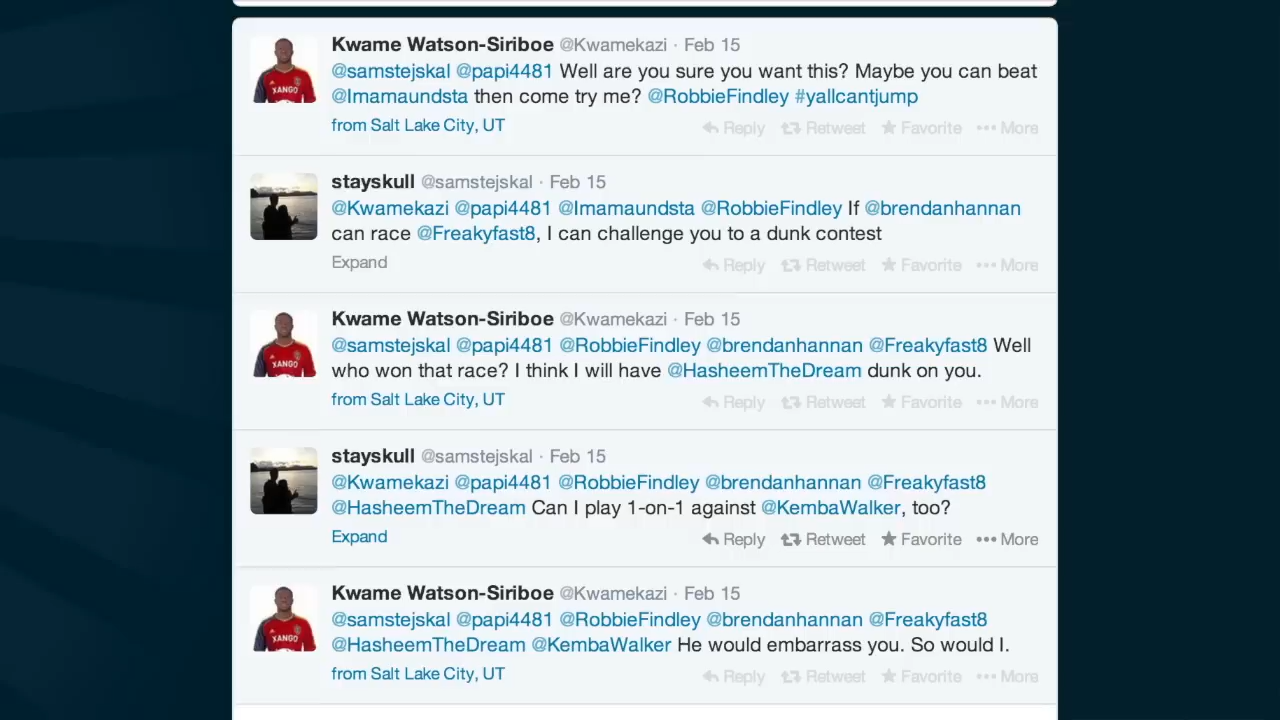 Kwame Watson-Siriboe @Kwamekazi · Feb 15
@samstejskal @papi4481 Well are you sure you want this? Maybe you can beat
@Imamaundsta then come try me? @RobbieFindley #yallcantjump
from Salt Lake City, UT Reply Retweet Favorite More
XANGO
stayskull @samstejskal · Feb 15
@Kwamekazi @papi4481 @Imamaundsta @RobbieFindley If @brendanhannan
can race @Freakyfast8, I can challenge you to a dunk contest
Expand Reply Retweet Favorite More
Kwame Watson-Siriboe @Kwamekazi · Feb 15
@samstejskal @papi4481 @RobbieFindley @brendanhannan @Freakyfast8 Well
who won that race? I think I will have @HasheemTheDream dunk on you.
from Salt Lake City, UT Reply Retweet Favorite More
XANGO
stayskull @samstejskal · Feb 15
@Kwamekazi @papi4481 @RobbieFindley @brendanhannan @Freakyfast8
@HasheemTheDream Can I play 1-on-1 against @KembaWalker, too?
Expand Reply Retweet Favorite More
Kwame Watson-Siriboe @Kwamekazi · Feb 15
@samstejskal @papi4481 @RobbieFindley @brendanhannan @Freakyfast8
@HasheemTheDream @KembaWalker He would embarrass you. So would I.
from Salt Lake City, UT Reply Retweet Favorite More
XANGO